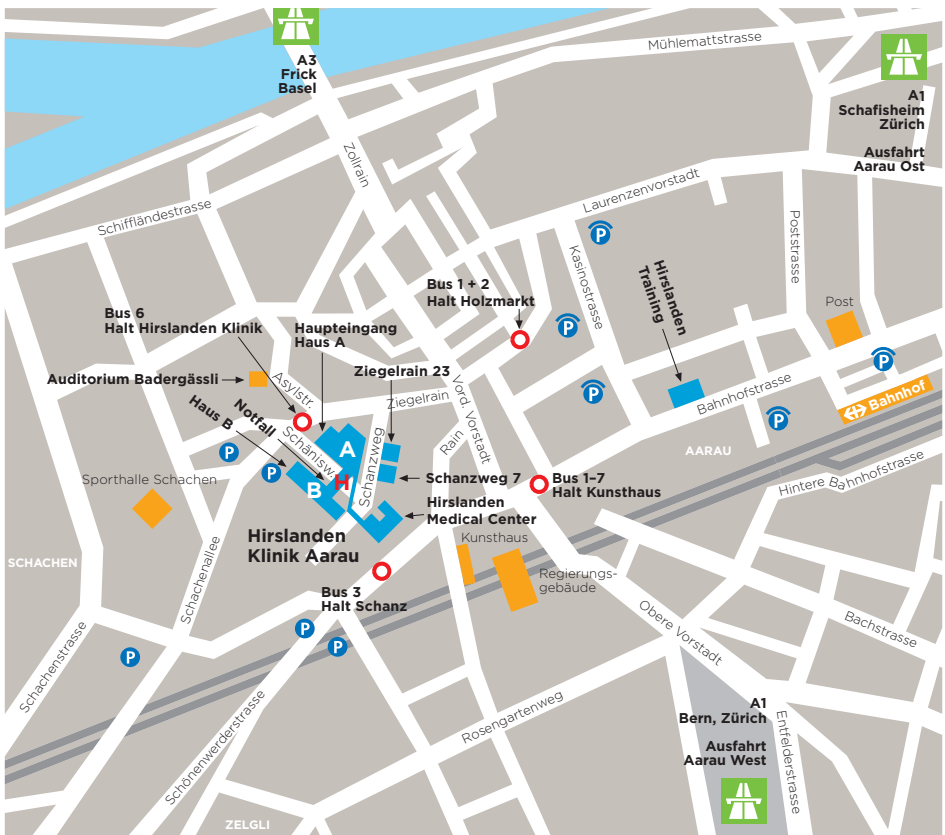 A3
Frick
Basel
Mühlemattstrasse
A1
Schafisheim
Zürich
Ausfahrt
Aarau Ost
Zollrain
Laurenzenvorstadt
Schiffländestrasse
P
Kasinostrasse
Poststrasse
Hirslanden
Training
Bus 1 + 2
Halt Holzmarkt
Post
Bus 6
Halt Hirslanden Klinik
Haupteingang
Haus A
P
P
Auditorium Badergässli
Asylstr.
Ziegelrain 23
Ziegelrain
Vord. Vorstadt
P
Bahnhofstrasse
Bahnhof
P
Haus B
Notfall
Schänisw.
A
Schanzweg
Rain
AARAU
P
P
Sporthalle Schachen
B
H
Schanzweg 7
Bus 1–7
Halt Kunsthaus
Hintere Bahnhofstrasse
Hirslanden
Medical Center
Hirslanden
Klinik Aarau
Kunsthaus
SCHACHEN
Schachenallee
Regierungs-
gebäude
Bus 3
Halt Schanz
Obere Vorstadt
Bachstrasse
P
P
P
Schachenstrasse
Schönenwerderstrasse
Rosengartenweg
A1
Bern, Zürich
Ausfahrt
Aarau West
Entfelderstrasse
ZELGLI